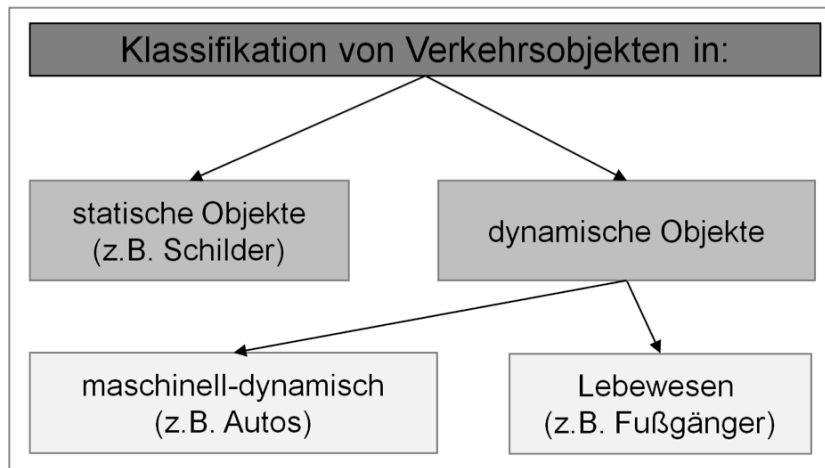 Klassifikation von Verkehrsobjekten in:
statische Objekte
(z.B. Schilder)
dynamische Objekte
maschinell-dynamisch
(z.B. Autos)
Lebewesen
(z.B. Fußgänger)